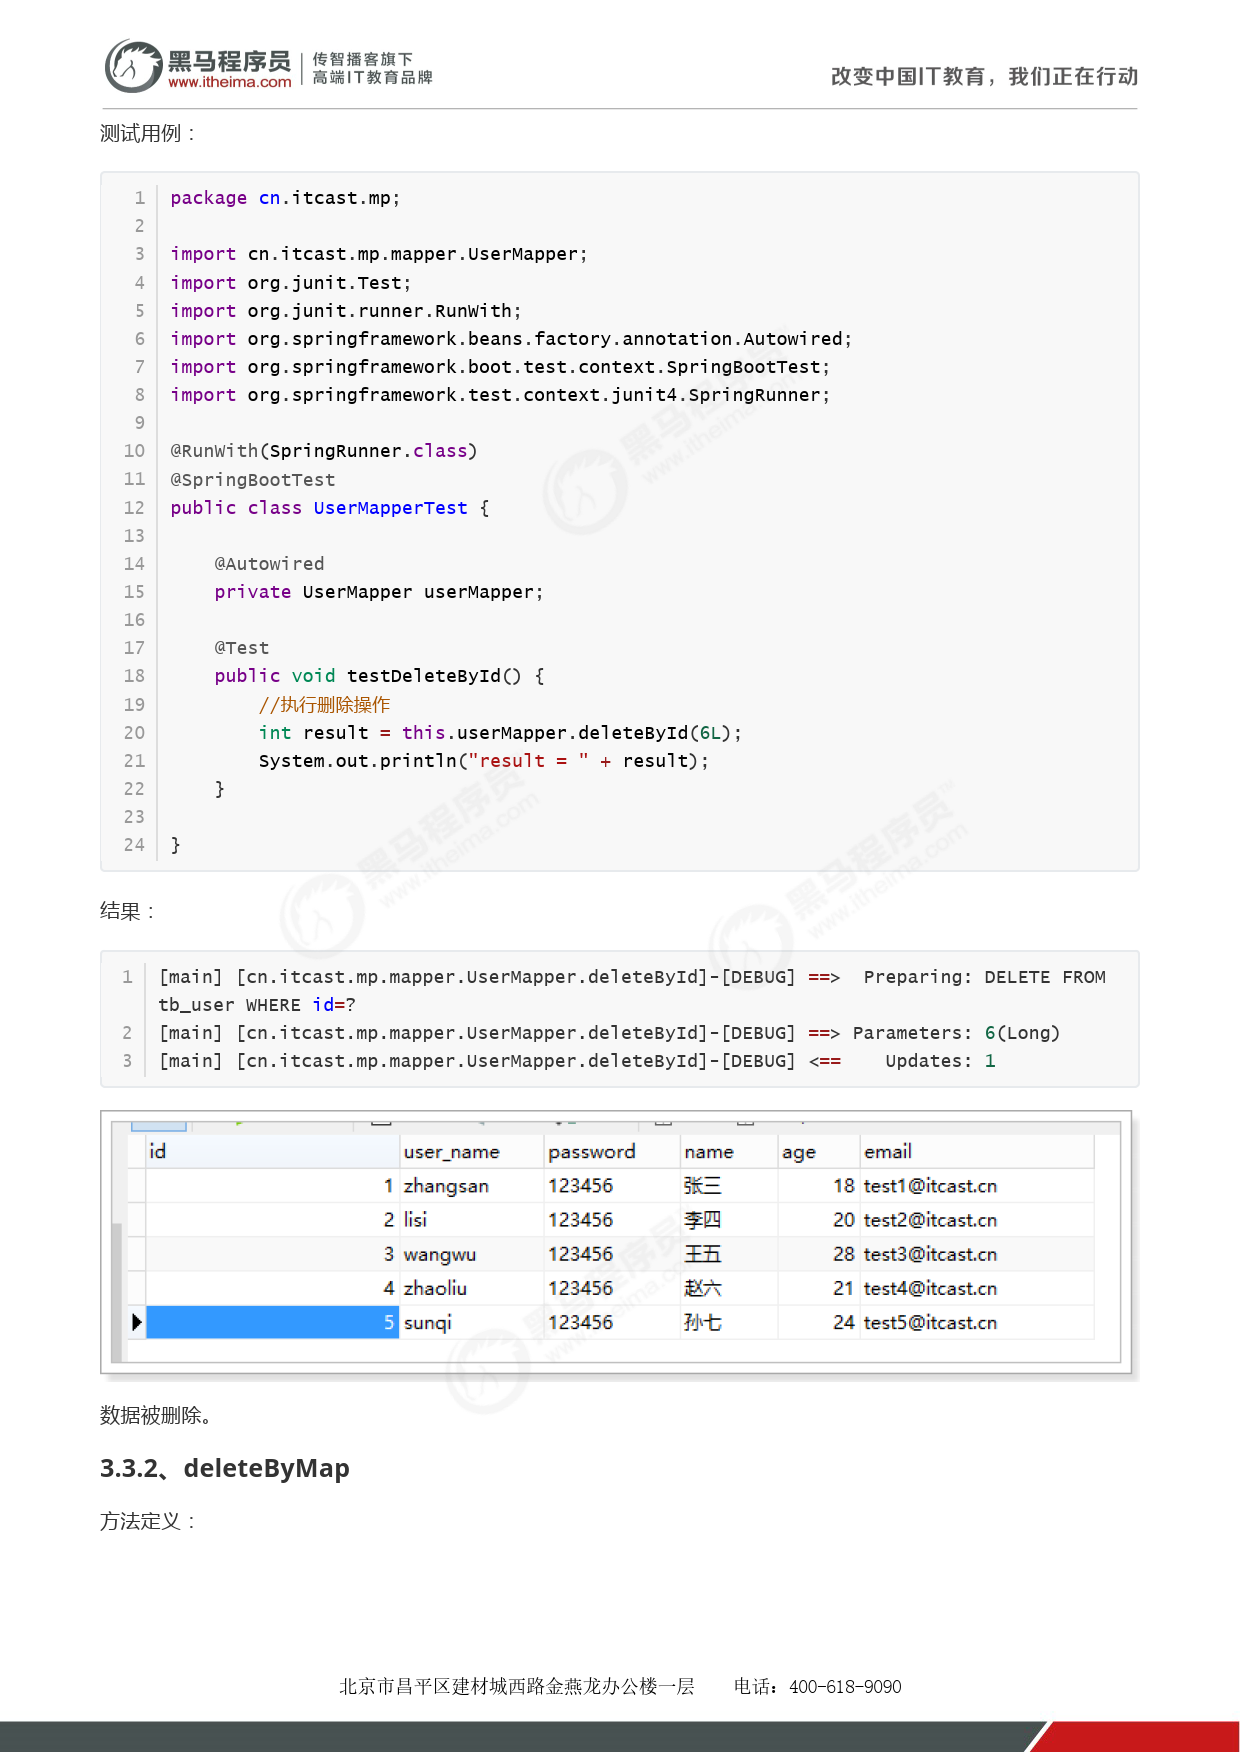 黑马程序员
www.itheima.com
传智播客旗下
高端IT教育品牌
改变中国IT教育，我们正在行动
测试用例：
1 package cn.itcast.mp;
2
3 import cn.itcast.mp.mapper.UserMapper;
4 import org.junit.Test;
5 import org.junit.runner.RunWith;
6 import org.springframework.beans.factory.annotation.Autowired;
7 import org.springframework.boot.test.context.SpringBootTest;
8 import org.springframework.test.context.junit4.SpringRunner;
9
10 @RunWith(SpringRunner.class)
11 @SpringBootTest
12 public class UserMapperTest {
13
14     @Autowired
15     private UserMapper userMapper;
16
17     @Test
18     public void testDeleteById() {
19         //执行删除操作
20         int result = this.userMapper.deleteById(6L);
21         System.out.println("result = " + result);
22     }
23
24 }
结果：
1 [main] [cn.itcast.mp.mapper.UserMapper.deleteById]-[DEBUG] ==>  Preparing: DELETE FROM
tb_user WHERE id=?
2 [main] [cn.itcast.mp.mapper.UserMapper.deleteById]-[DEBUG] ==> Parameters: 6(Long)
3 [main] [cn.itcast.mp.mapper.UserMapper.deleteById]-[DEBUG] <==    Updates: 1
id user_name password name age email
1 zhangsan 123456 张三 18 test1@itcast.cn
2 lisi 123456 李四 20 test2@itcast.cn
3 wangwu 123456 王五 28 test3@itcast.cn
4 zhaoliu 123456 赵六 21 test4@itcast.cn
5 sunqi 123456 孙七 24 test5@itcast.cn
数据被删除。
3.3.2、deleteByMap
方法定义：
北京市昌平区建材城西路金燕龙办公楼一层 电话：400-618-9090